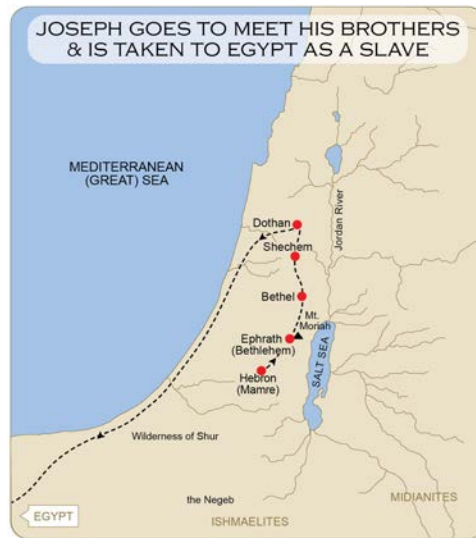 JOSEPH GOES TO MEET HIS BROTHERS
& IS TAKEN TO EGYPT AS A SLAVE
MEDITERRANEAN
(GREAT) SEA
Jordan River
Dothan
Shechem
Bethel
Mt.
Moriah
Ephrath
(Bethlehem)
SALT SEA
Hebron
(Mamre)
Wilderness of Shur
the Negeb
MIDIANITES
EGYPT
ISHMAELITES